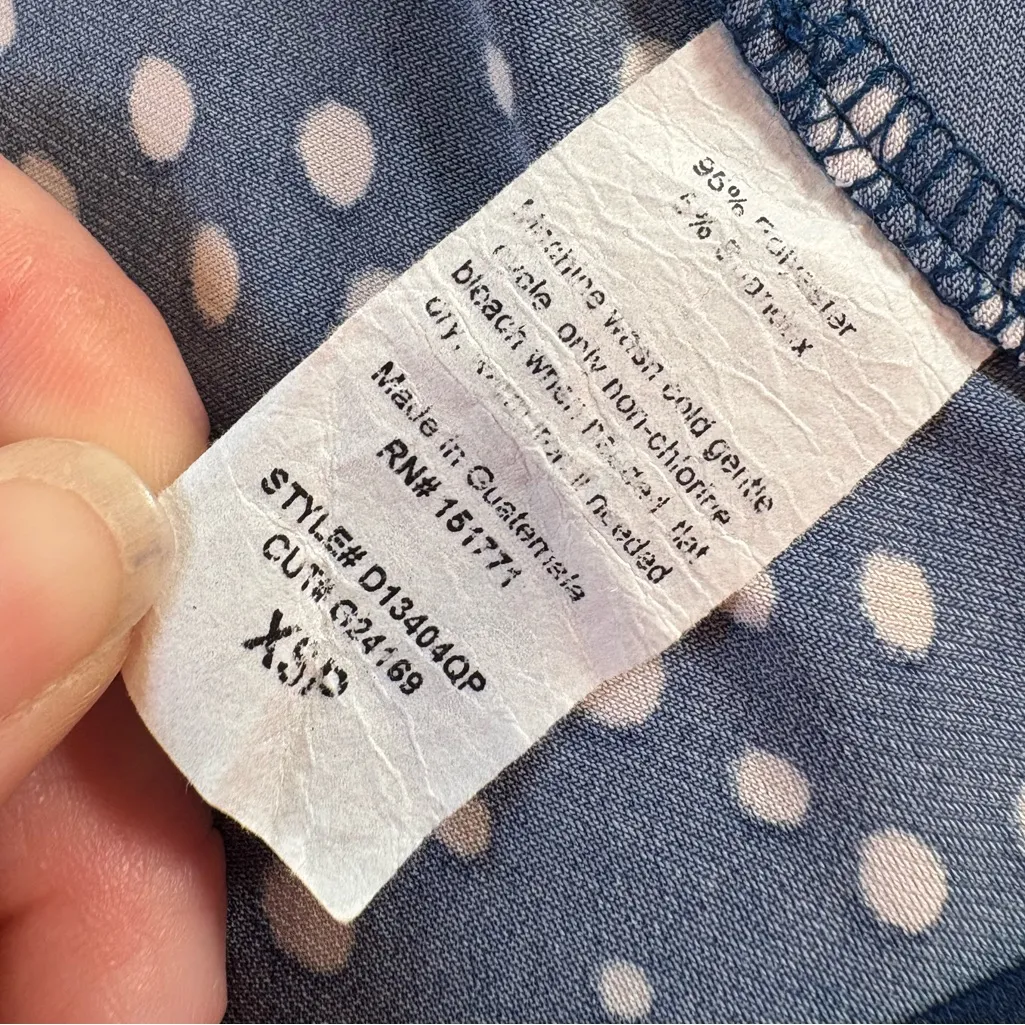 95% Polyester
5% Spandex
Machine wash cold gentle
cycle, only non-chlorine
bleach when needed, flat
dry, warm iron if needed
Made in Guatemala
RN# 151771
STYLE# D13404QP
CUT# G24169
XSP